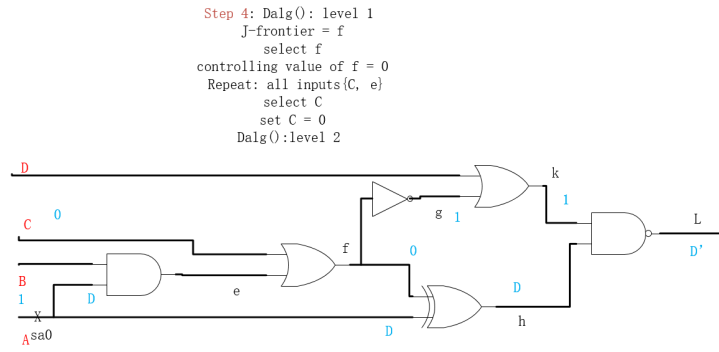 Step 4: Dalg(): level 1
J-frontier = f
select f
controlling value of f = 0
Repeat: all inputs{C, e}
select C
set C = 0
Dalg():level 2
D
k
C
0
g
1
1
L
f
0
D'
B
e
1
D
D
h
X
D
sa0
A